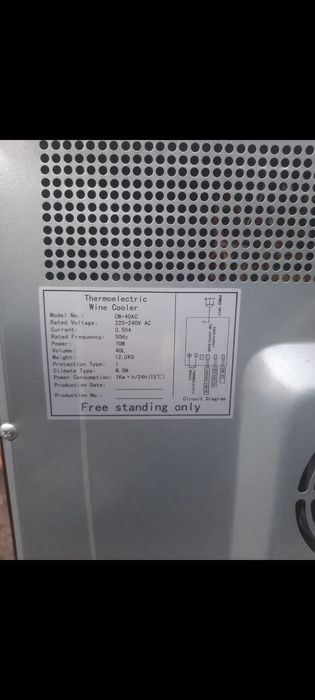 Thermoelectric
Wine Cooler
Model No.: CW-40AC
Rated Voltage: 220-240V AC
Current: 0.55A
Rated Frequency: 50Hz
Power: 70W
Volume: 40L
Weight: 12.0KG
Protection Type: I
Climate Type: N.SN
Power Consumption: 1Kw·h/24h(15℃)
Production Date:
Production No.:
Circuit Diagram
Free standing only